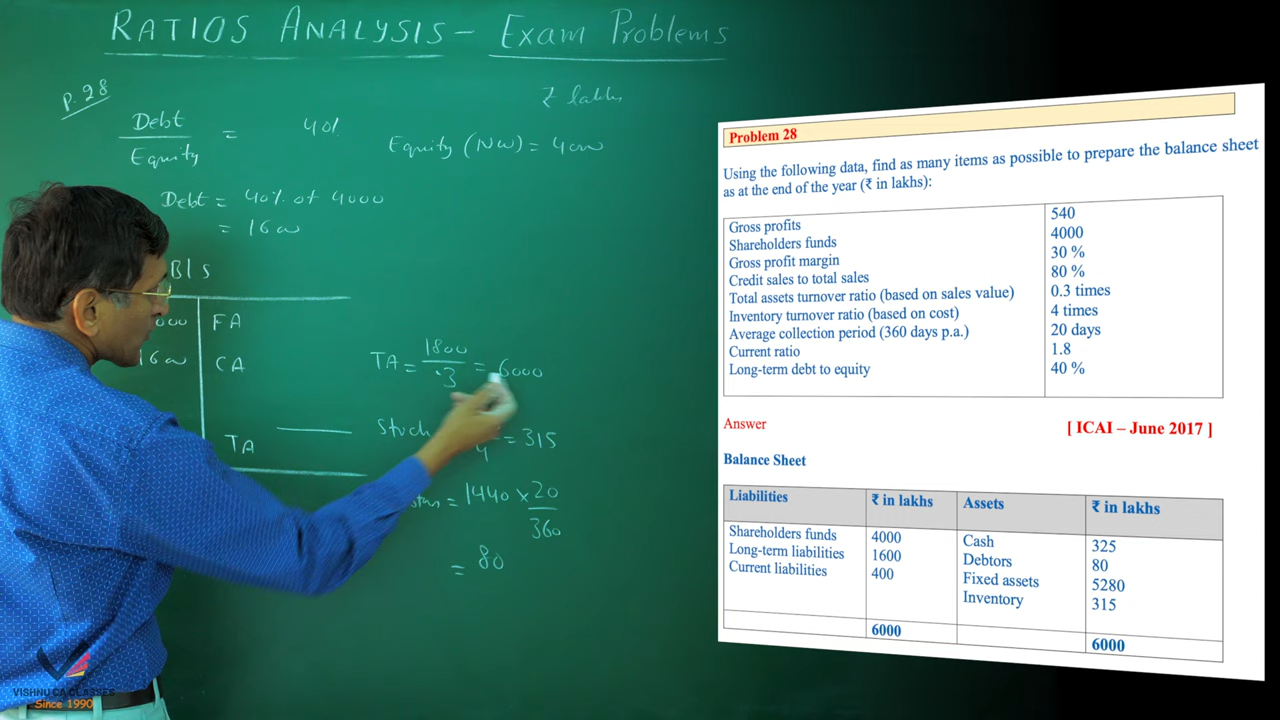 RATIOS ANALYSIS - Exam Problems
P. 28
₹ lakhs
Debt
Equity
= 40%
Equity (NW) = 4000
Debt = 40% of 4000
= 1600
B/S
000 FA
1600 CA
TA
TA = 1800
.3
= 6000
Stock
4
= 315
= 1440 × 20
360
= 80
VISHNU CA CLASSES
Since 1990
Problem 28
Using the following data, find as many items as possible to prepare the balance sheet
as at the end of the year (₹ in lakhs):
Gross profits 540
Shareholders funds 4000
Gross profit margin 30 %
Credit sales to total sales 80 %
Total assets turnover ratio (based on sales value) 0.3 times
Inventory turnover ratio (based on cost) 4 times
Average collection period (360 days p.a.) 20 days
Current ratio 1.8
Long-term debt to equity 40 %
Answer [ ICAI – June 2017 ]
Balance Sheet
Liabilities ₹ in lakhs Assets ₹ in lakhs
Shareholders funds 4000 Cash 325
Long-term liabilities 1600 Debtors 80
Current liabilities 400 Fixed assets 5280
Inventory 315
6000 6000